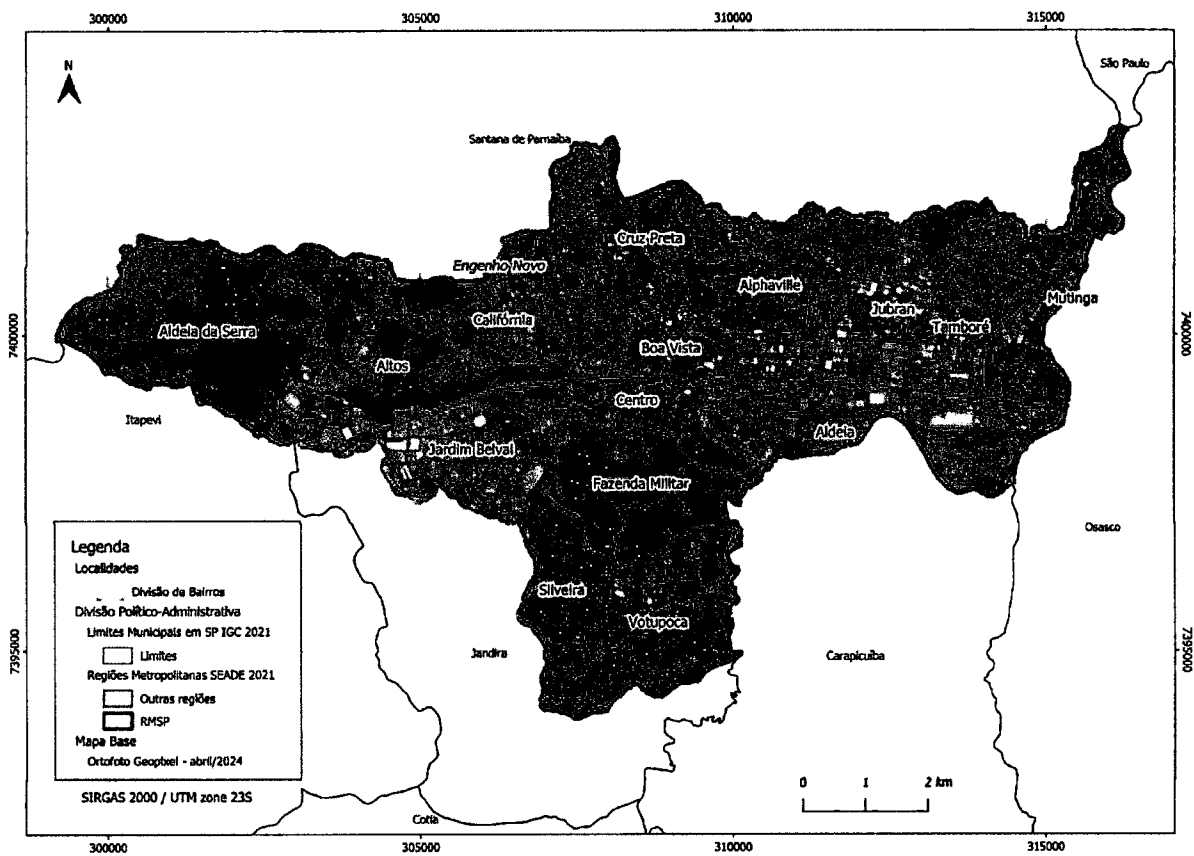 300000
305000
310000
315000
São Paulo
N
Santana de Parnaíba
Cruz Preta
Engenho Novo
Alphaville
Mutinga
Jubran
Califórnia
Tamboré
Aldeia da Serra
7400000
7400000
Boa Vista
Altos
Centro
Itapevi
Aldeia
Jardim Belval
Fazenda Militar
Osasco
Legenda
Localidades
Divisão de Bairros
Divisão Político-Administrativa
Limites Municipais em SP IGC 2021
Limites
Regiões Metropolitanas SEADE 2021
Outras regiões
RMSP
Mapa Base
Ortofoto Geopixel - abril/2024
Silveira
Votupoca
7395000
7395000
Jandira
Carapicuíba
0 1 2 km
SIRGAS 2000 / UTM zone 23S
Cotia
300000
305000
310000
315000